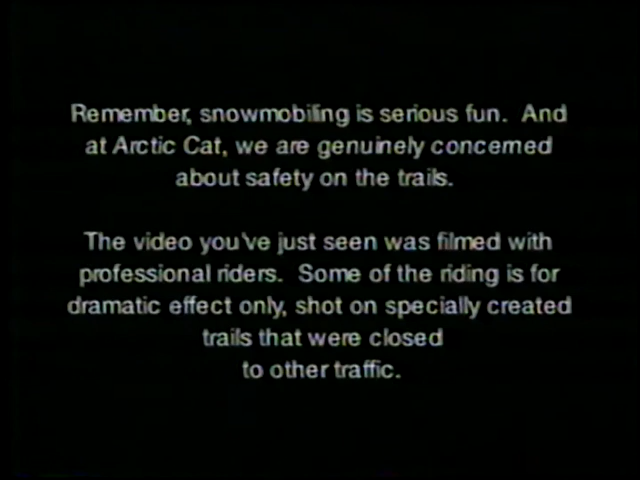 Remember, snowmobiling is serious fun.  And
at Arctic Cat, we are genuinely concerned
about safety on the trails.
The video you've just seen was filmed with
professional riders.  Some of the riding is for
dramatic effect only, shot on specially created
trails that were closed
to other traffic.